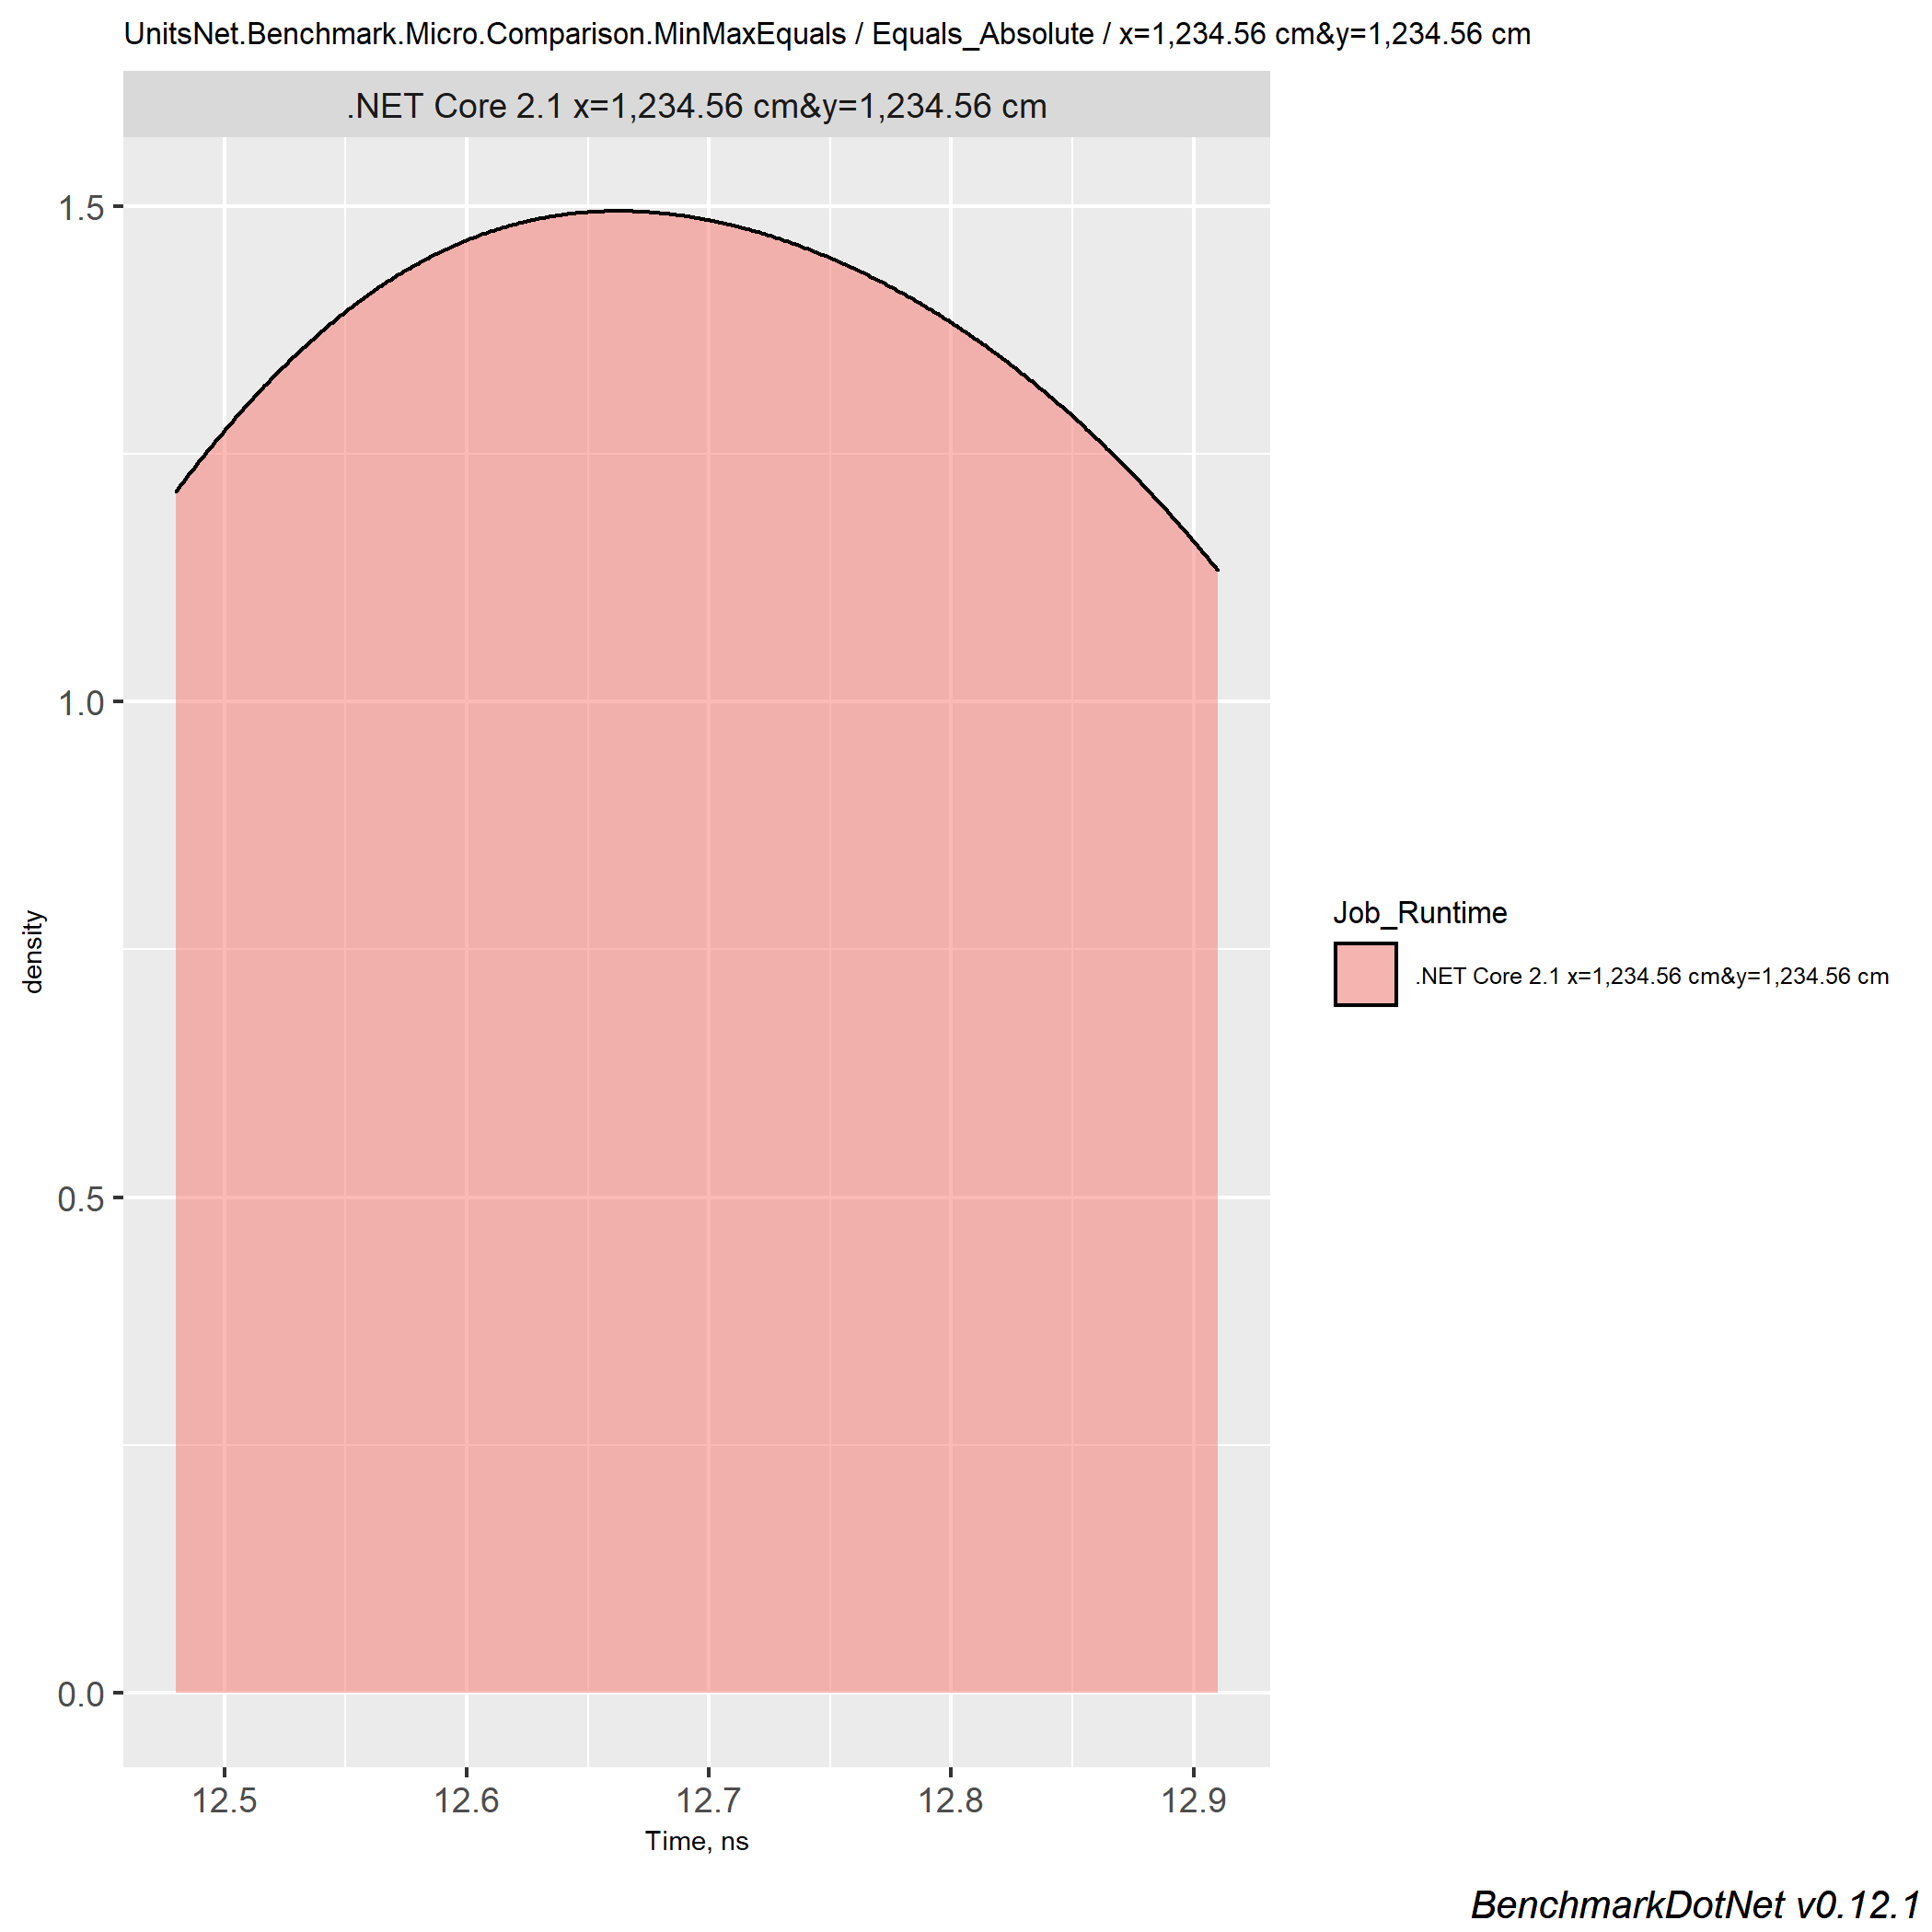 UnitsNet.Benchmark.Micro.Comparison.MinMaxEquals / Equals_Absolute / x=1,234.56 cm&y=1,234.56 cm
.NET Core 2.1 x=1,234.56 cm&y=1,234.56 cm
1.5
1.0
0.5
0.0
density
12.5 12.6 12.7 12.8 12.9
Time, ns
Job_Runtime
.NET Core 2.1 x=1,234.56 cm&y=1,234.56 cm
BenchmarkDotNet v0.12.1